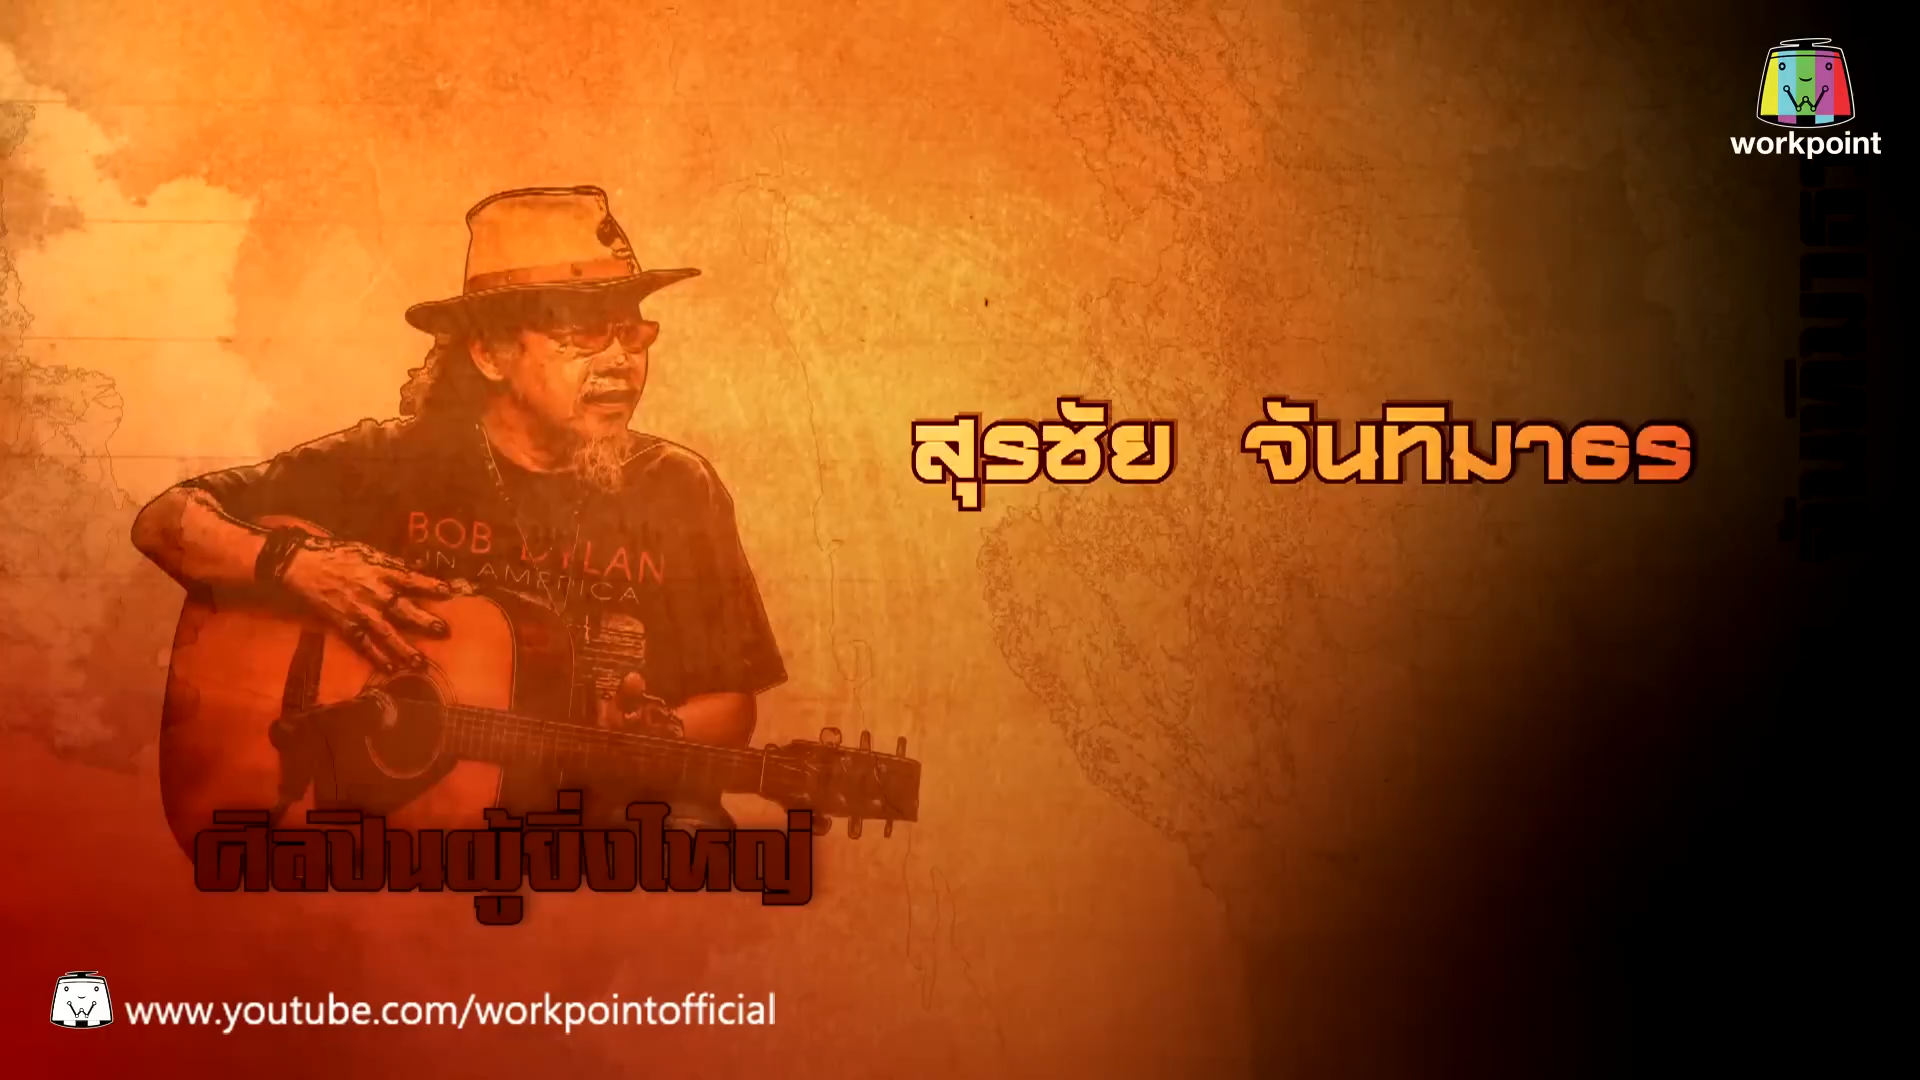 workpoint
สุรชัย จันทิมาธร
BOB DYLAN
IN AMERICA
ศิลปินผู้ยิ่งใหญ่
www.youtube.com/workpointofficial